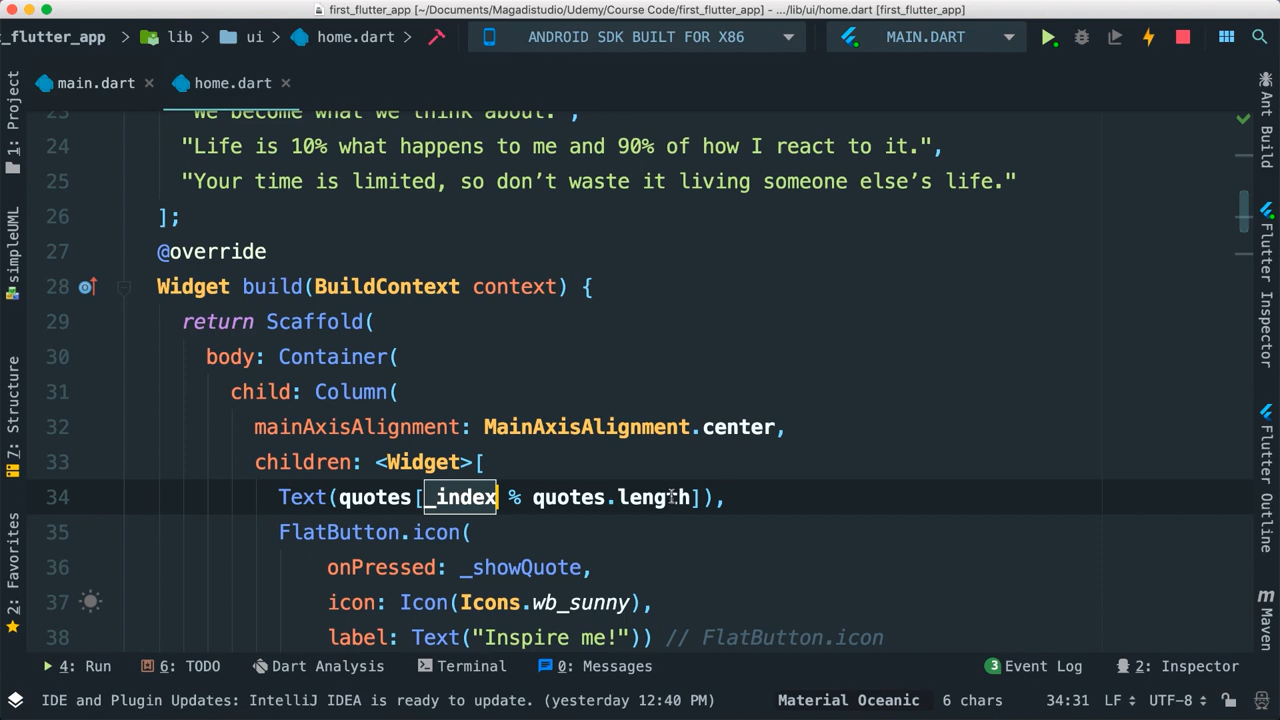 first_flutter_app [~/Documents/Magadistudio/Udemy/Course Code/first_flutter_app] - .../lib/ui/home.dart [first_flutter_app]
t_flutter_app lib ui home.dart ANDROID SDK BUILT FOR X86 MAIN.DART
main.dart home.dart
1: Project
simpleUML
7: Structure
2: Favorites
23 "We become what we think about.",
24 "Life is 10% what happens to me and 90% of how I react to it.",
25 "Your time is limited, so don’t waste it living someone else’s life."
26 ];
27 @override
28 Widget build(BuildContext context) {
29 return Scaffold(
30 body: Container(
31 child: Column(
32 mainAxisAlignment: MainAxisAlignment.center,
33 children: <Widget>[
34 Text(quotes[_index % quotes.length]),
35 FlatButton.icon(
36 onPressed: _showQuote,
37 icon: Icon(Icons.wb_sunny),
38 label: Text("Inspire me!")) // FlatButton.icon
Ant Build
Flutter Inspector
Flutter Outline
m Maven
4: Run 6: TODO Dart Analysis Terminal 0: Messages 3 Event Log 2: Inspector
IDE and Plugin Updates: IntelliJ IDEA is ready to update. (yesterday 12:40 PM) Material Oceanic 6 chars 34:31 LF UTF-8